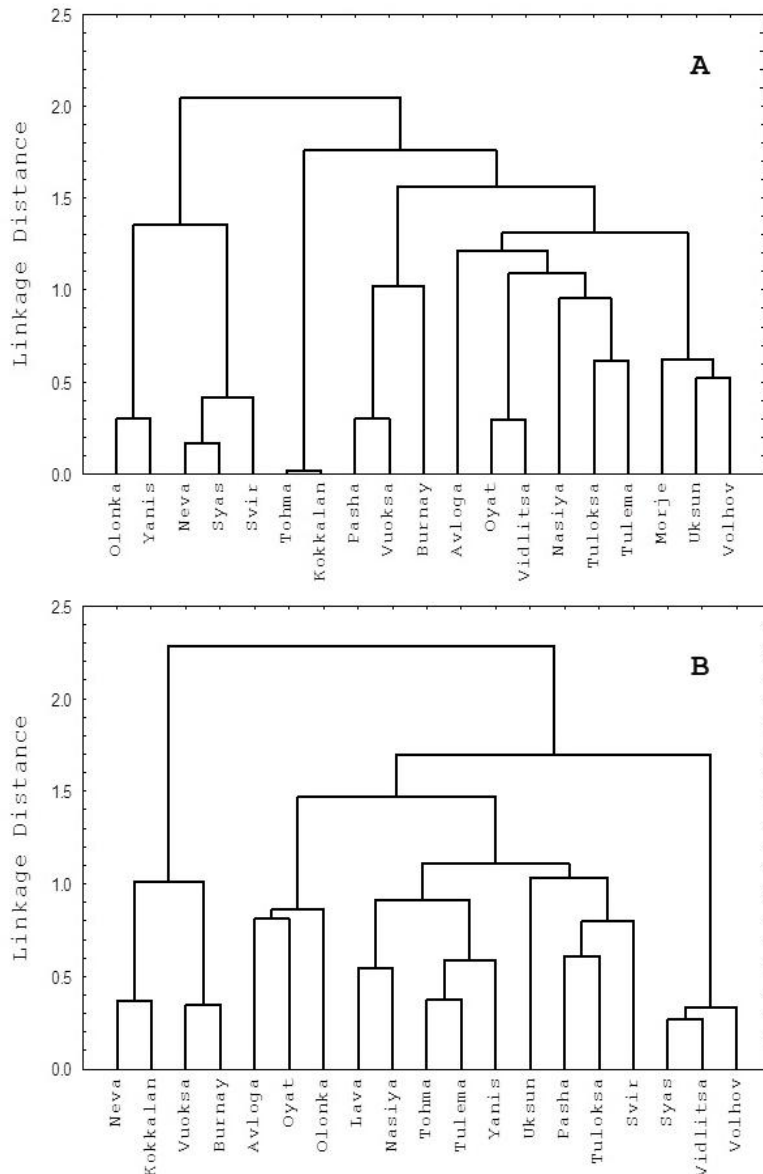 2.5
A
2.0
1.5
1.0
0.5
0.0
Linkage Distance
Olonka
Yanis
Neva
Syas
Svir
Tohma
Kokkalan
Pasha
Vuoksa
Burnay
Avloga
Oyat
Vidlitsa
Nasiya
Tuloksa
Tulema
Morje
Uksun
Volhov
2.5
B
2.0
1.5
1.0
0.5
0.0
Linkage Distance
Neva
Kokkalan
Vuoksa
Burnay
Avloga
Oyat
Olonka
Lava
Nasiya
Tohma
Tulema
Yanis
Uksun
Pasha
Tuloksa
Svir
Syas
Vidlitsa
Volhov